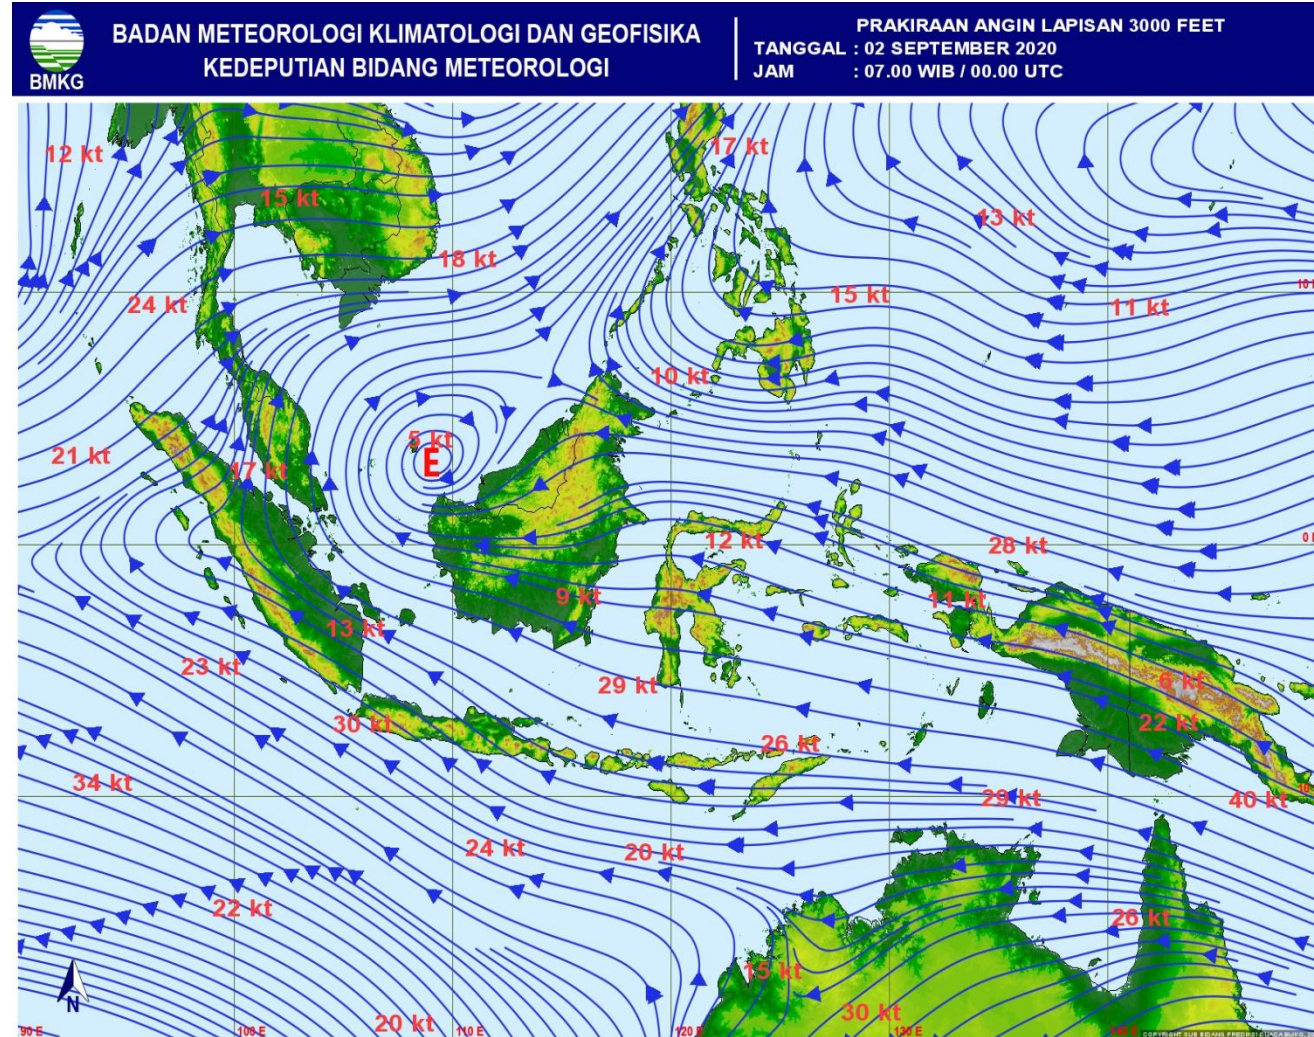 BADAN METEOROLOGI KLIMATOLOGI DAN GEOFISIKA
KEDEPUTIAN BIDANG METEOROLOGI
BMKG
PRAKIRAAN ANGIN LAPISAN 3000 FEET
TANGGAL : 02 SEPTEMBER 2020
JAM : 07.00 WIB / 00.00 UTC
17 kt
12 kt
15 kt
13 kt
18 kt
24 kt
15 kt
11 kt
10 kt
5 kt
E
21 kt
17 kt
12 kt
28 kt
9 kt
11 kt
13 kt
23 kt
29 kt
6 kt
30 kt
22 kt
26 kt
34 kt
29 kt
40 kt
24 kt
20 kt
22 kt
26 kt
15 kt
30 kt
20 kt
N
90 E
100 E
110 E
120 E
130 E